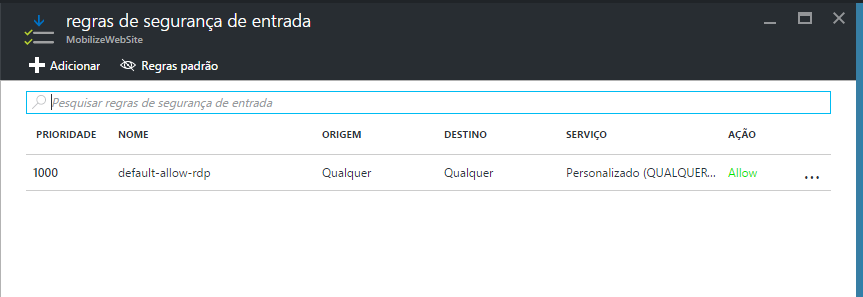 regras de segurança de entrada
MobilizeWebSite
Adicionar Regras padrão
Pesquisar regras de segurança de entrada
PRIORIDADE NOME ORIGEM DESTINO SERVIÇO AÇÃO
1000 default-allow-rdp Qualquer Qualquer Personalizado (QUALQUER... Allow ...